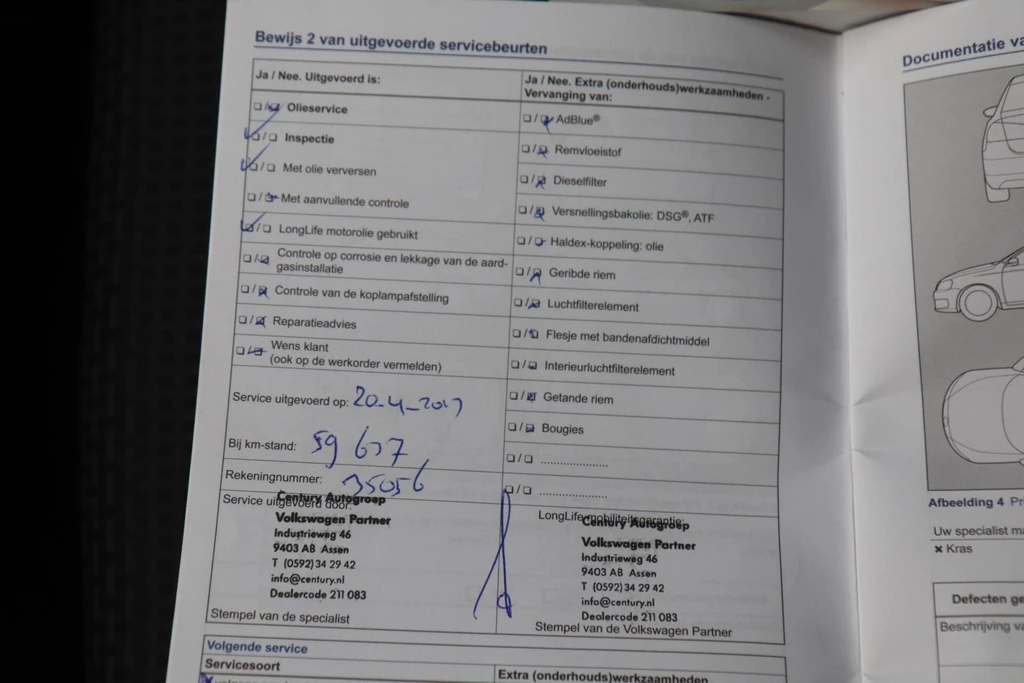 Bewijs 2 van uitgevoerde servicebeurten
Ja / Nee. Uitgevoerd is:
Oliservice
Inspectie
Met olie verversen
Met aanvullende controle
LongLife motorolie gebruikt
Controle op corrosie en lekkage van de aard-
gasinstallatie
Controle van de koplampafstelling
Reparatieadvies
Wens klant
(ook op de werkorder vermelden)
Service uitgevoerd op: 20-4-2017
Bij km-stand: 59 637
Rekeningnummer: 35056
Service uitgevoerd door:
Century Autogroep
Volkswagen Partner
Industrieweg 46
9403 AB Assen
T (0592) 34 29 42
info@century.nl
Dealercode 211 083
Stempel van de specialist
Ja / Nee. Extra (onderhouds)werkzaamheden -
Vervanging van:
AdBlue®
Remvloeistof
Dieselfilter
Versnellingsbakolie: DSG®, ATF
Haldex-koppeling: olie
Geribde riem
Luchtfilterelement
Flesje met bandenafdichtmiddel
Interieurluchtfilterelement
Getande riem
Bougies
LongLife-mobiliteitsgarantie:
Century Autogroep
Volkswagen Partner
Industrieweg 46
9403 AB Assen
T (0592) 34 29 42
info@century.nl
Dealercode 211 083
Stempel van de Volkswagen Partner
Volgende service
Servicesoort
Extra (onderhouds)werkzaamheden
Documentatie
Afbeelding 4
Uw specialist
× Kras
Defecten
Beschrijving